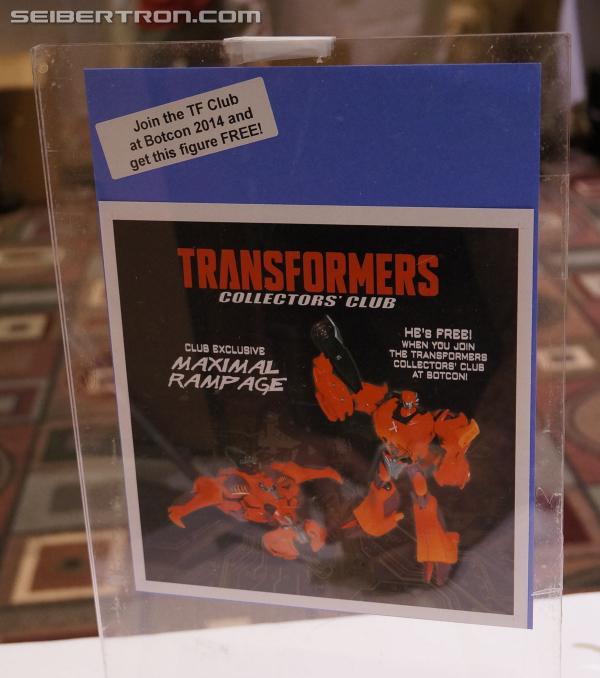 SEIBERTRON.COM
Join the TF Club
at Botcon 2014 and
get this figure FREE!
TRANSFORMERS
COLLECTORS' CLUB
CLUB EXCLUSIVE
MAXIMAL
RAMPAGE
HE's FREE!
WHEN YOU JOIN
THE TRANSFORMERS
COLLECTORS' CLUB
AT BOTCON!